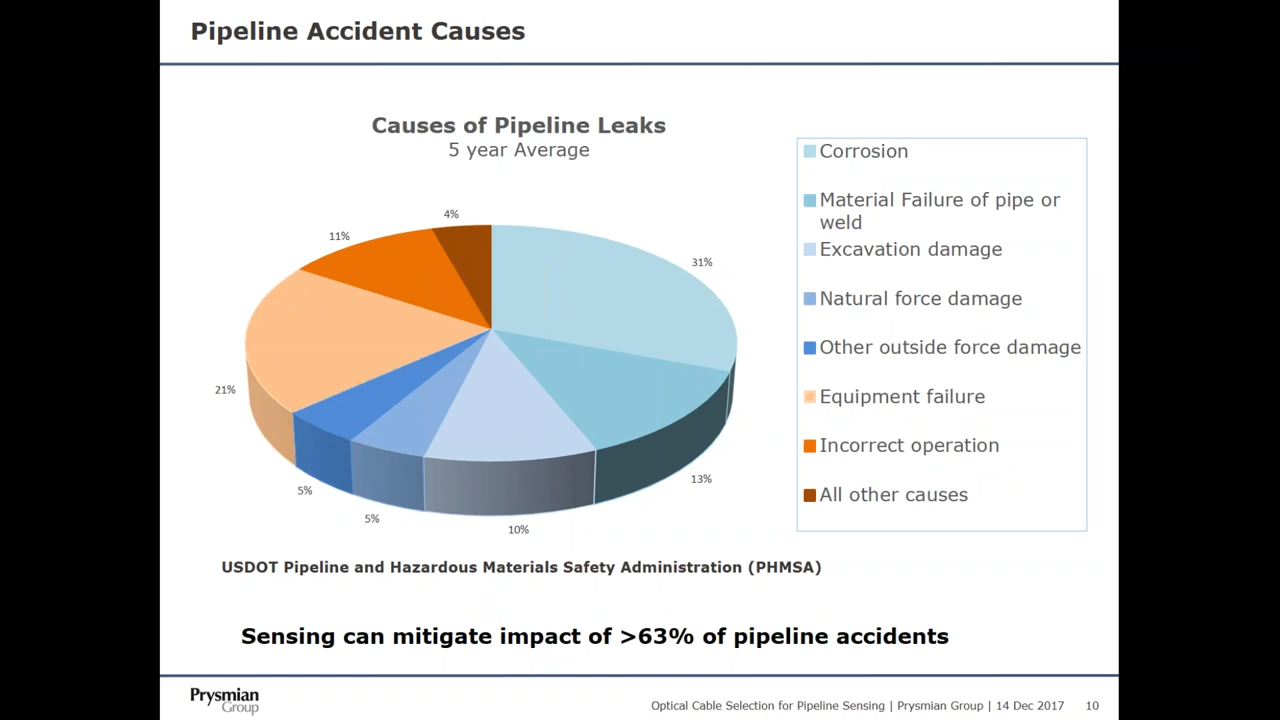 Pipeline Accident Causes
Causes of Pipeline Leaks
5 year Average
4%
11%
31%
21%
13%
5%
5%
10%
Corrosion
Material Failure of pipe or
weld
Excavation damage
Natural force damage
Other outside force damage
Equipment failure
Incorrect operation
All other causes
USDOT Pipeline and Hazardous Materials Safety Administration (PHMSA)
Sensing can mitigate impact of >63% of pipeline accidents
Prysmian
Group
Optical Cable Selection for Pipeline Sensing | Prysmian Group | 14 Dec 2017 10